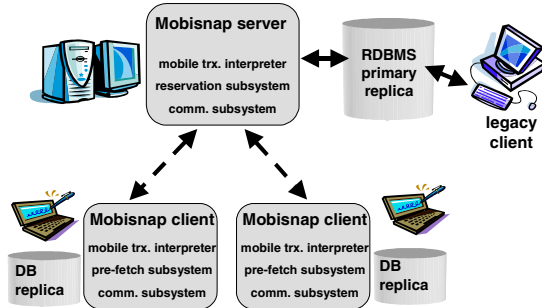 Mobisnap server
mobile trx. interpreter
reservation subsystem
comm. subsystem
RDBMS
primary
replica
legacy
client
Mobisnap client
mobile trx. interpreter
pre-fetch subsystem
comm. subsystem
DB
replica
Mobisnap client
mobile trx. interpreter
pre-fetch subsystem
comm. subsystem
DB
replica